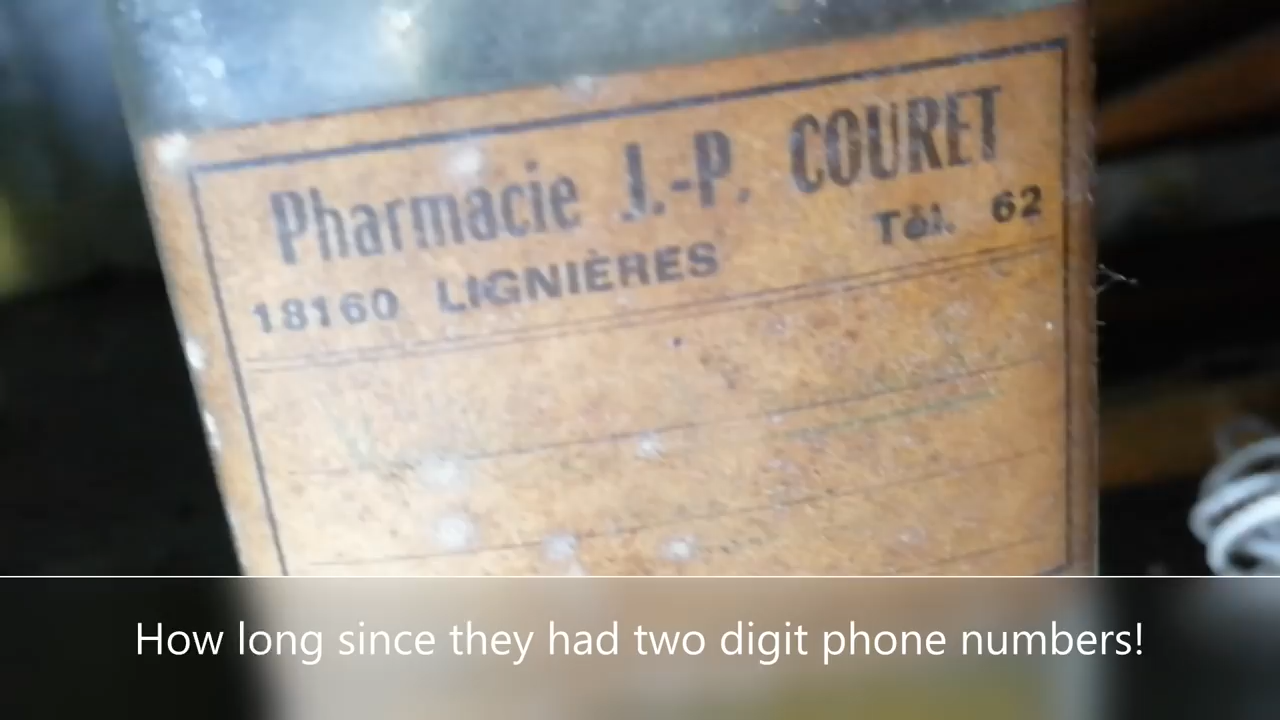 Pharmacie J.-P. COURET
18160 LIGNIÈRES Tél. 62
How long since they had two digit phone numbers!